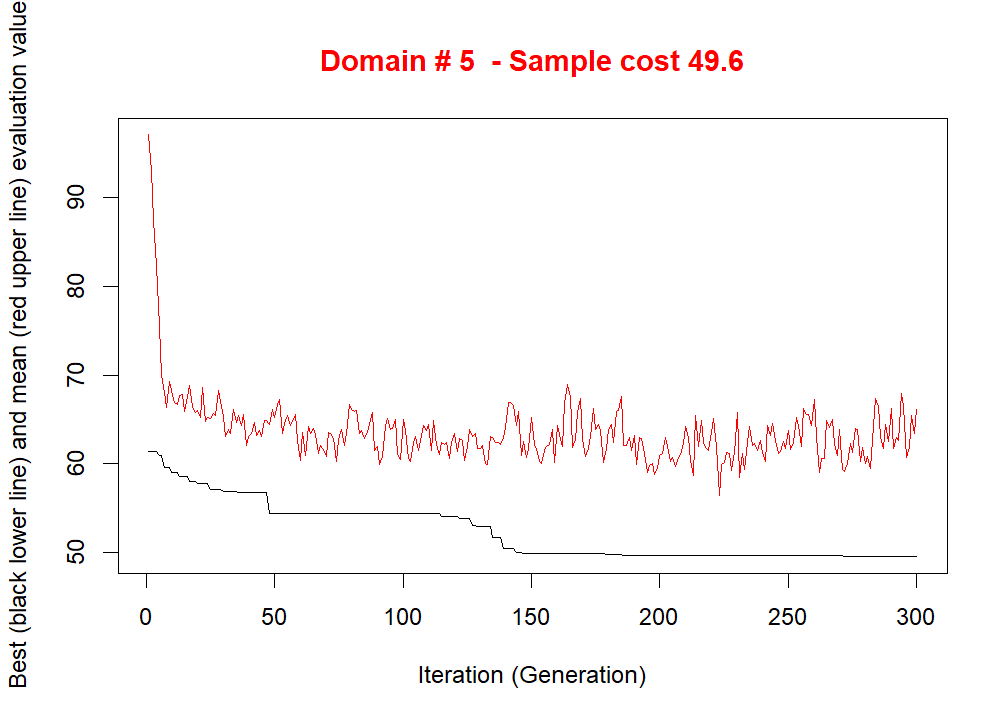 Domain # 5  - Sample cost 49.6
Best (black lower line) and mean (red upper line) evaluation value
90
80
70
60
50
0 50 100 150 200 250 300
Iteration (Generation)